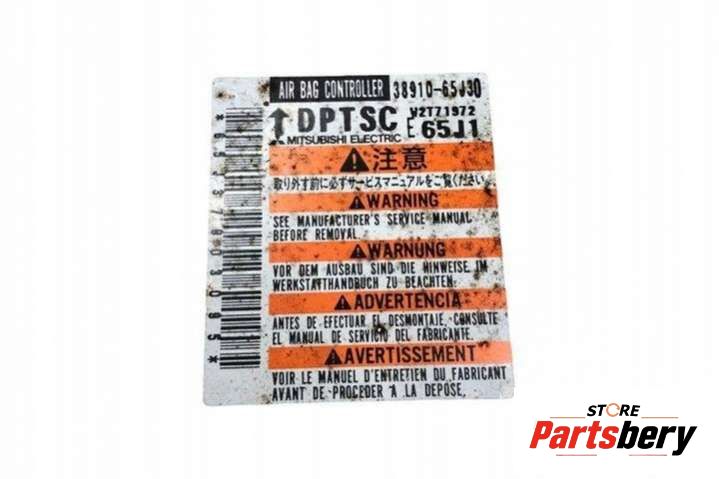 AIR BAG CONTROLLER 38910-65J30
DPTSC W2T71972
E 65J1
MITSUBISHI ELECTRIC
注意
取り外す前に必ずサービスマニュアルをご覧ください
WARNING
SEE MANUFACTURER'S SERVICE MANUAL
BEFORE REMOVAL.
WARNUNG
VOR DEM AUSBAU SIND DIE HINWEISE IM
WERKSTATTHANDBUCH ZU BEACHTEN.
ADVERTENCIA
ANTES DE EFECTUAR EL DESMONTAJE, CONSULTE
EL MANUAL DE SERVICIO DEL FABRICANTE.
AVERTISSEMENT
VOIR LE MANUEL D'ENTRETIEN DU FABRICANT
AVANT DE PROCÉDER À LA DÉPOSE.
STORE
Partsbery